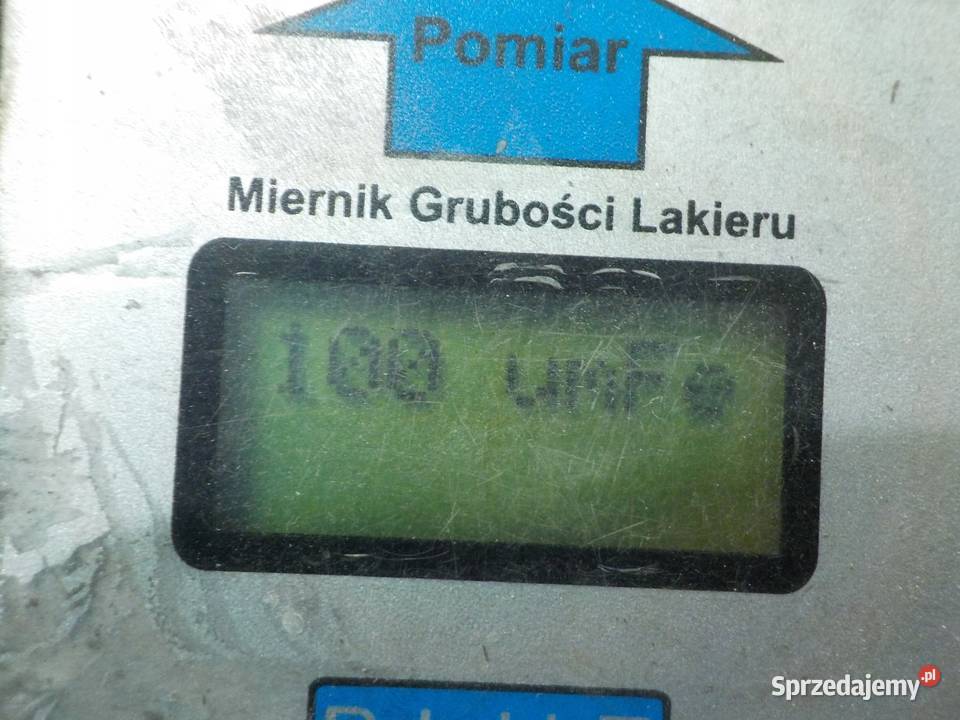 Pomiar
Miernik Grubości Lakieru
100 umFe
Sprzedajemy.pl